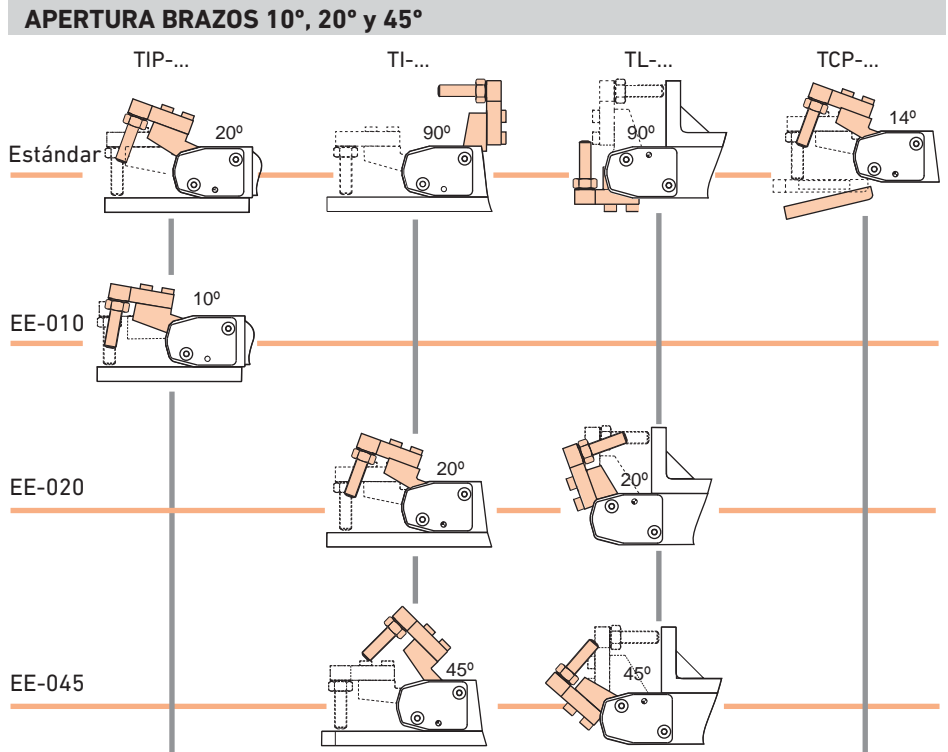 APERTURA BRAZOS 10º, 20º y 45º
TIP-... TI-... TL-... TCP-...
Estándar 20º 90º 90º 14º
EE-010 10º
EE-020 20º 20º
EE-045 45º 45º